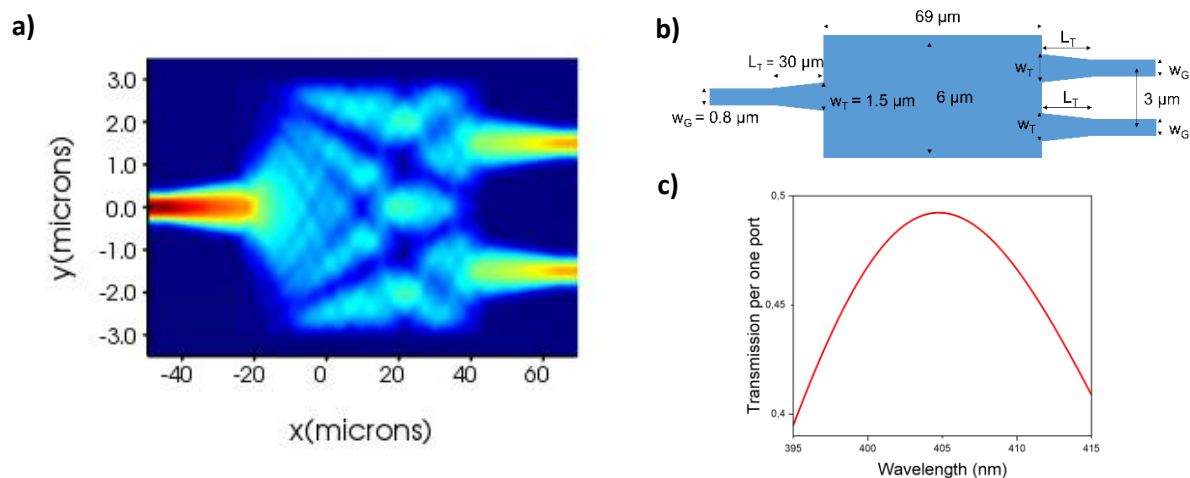 a)
3.0
2.0
1.0
0.0
-1.0
-2.0
-3.0
y(microns)
-40 -20 0 20 40 60
x(microns)
b)
69 µm
L_T = 30 µm
w_G = 0.8 µm
w_T = 1.5 µm
6 µm
L_T
w_T
w_G
3 µm
L_T
w_T
w_G
c)
0,5
0,45
0,4
Transmission per one port
395 400 405 410 415
Wavelength (nm)